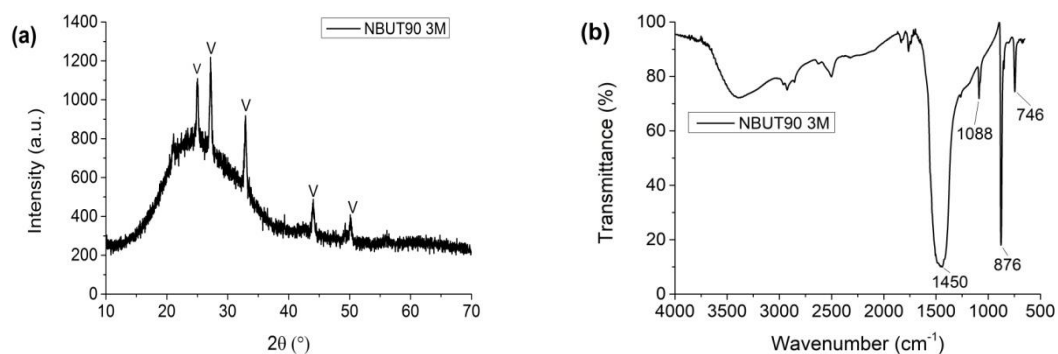 (a)
NBUT90 3M
V
V
V
V
V
Intensity (a.u.)
1400
1200
1000
800
600
400
200
0
10 20 30 40 50 60 70
2θ (°)
(b)
NBUT90 3M
1088
746
1450
876
Transmittance (%)
100
80
60
40
20
0
4000 3500 3000 2500 2000 1500 1000 500
Wavenumber (cm⁻¹)